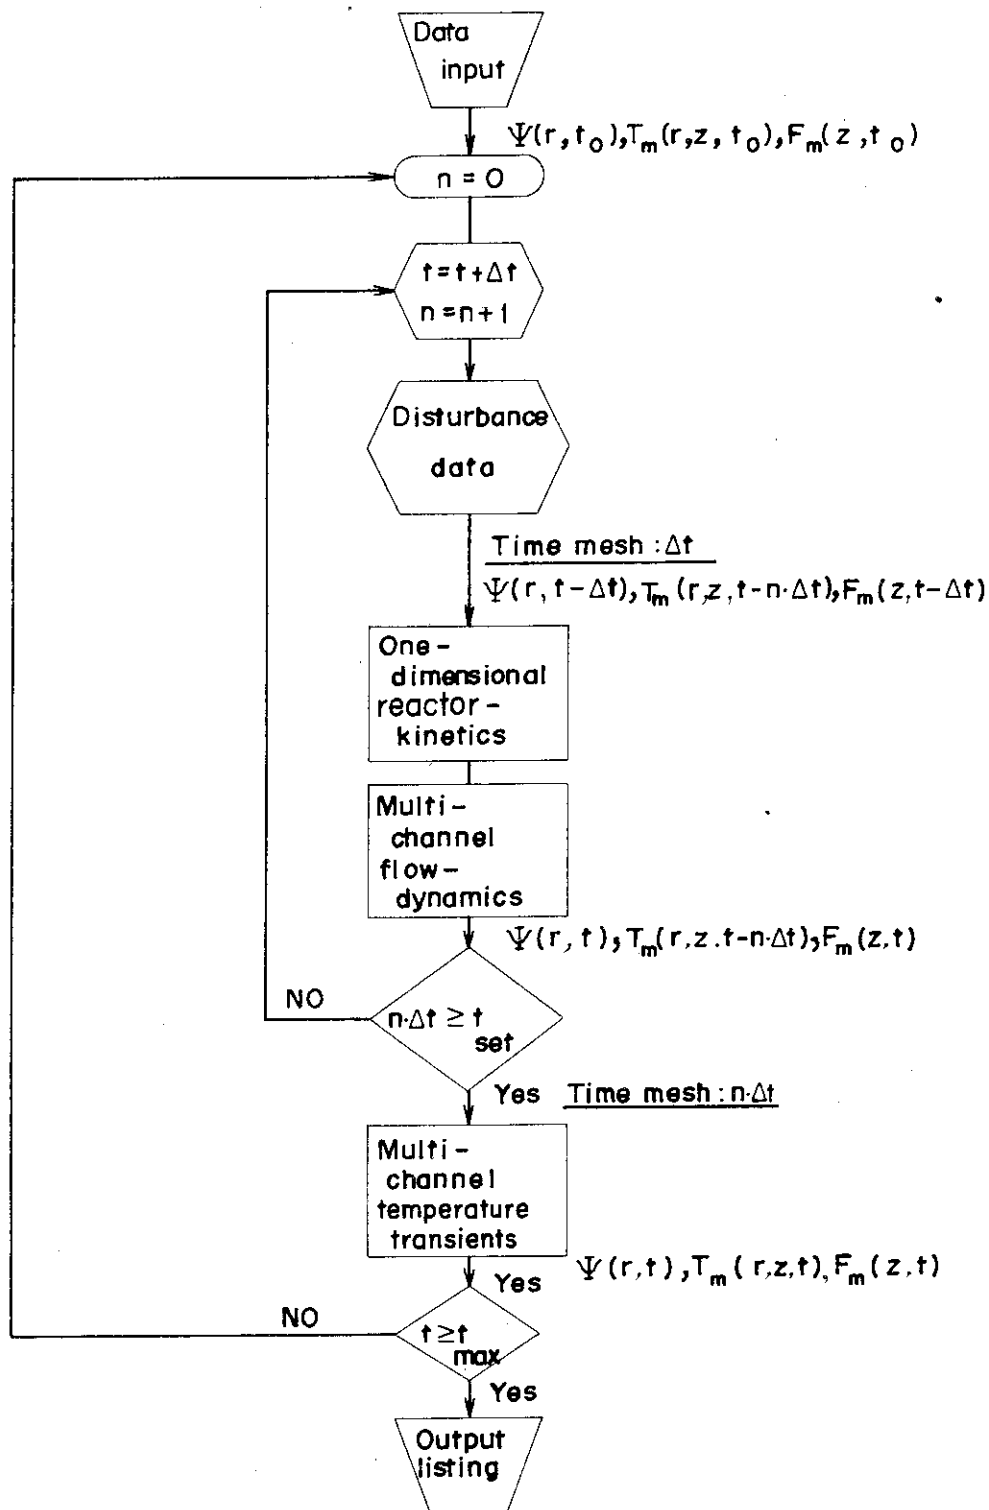 Data
input
Ψ(r, t₀), Tₘ(r,z, t₀), Fₘ(z, t₀)
n = 0
t = t + Δt
n = n + 1
Disturbance
data
Time mesh : Δt
Ψ(r, t-Δt), Tₘ(r,z, t-n·Δt), Fₘ(z, t-Δt)
One-
dimensional
reactor-
kinetics
Multi-
channel
flow-
dynamics
Ψ(r, t), Tₘ(r,z.t-n·Δt), Fₘ(z,t)
NO
n·Δt ≥ t
set
Yes Time mesh : n·Δt
Multi-
channel
temperature
transients
Ψ(r,t), Tₘ(r,z,t), Fₘ(z,t)
Yes
NO
t ≥ t
max
Yes
Output
listing